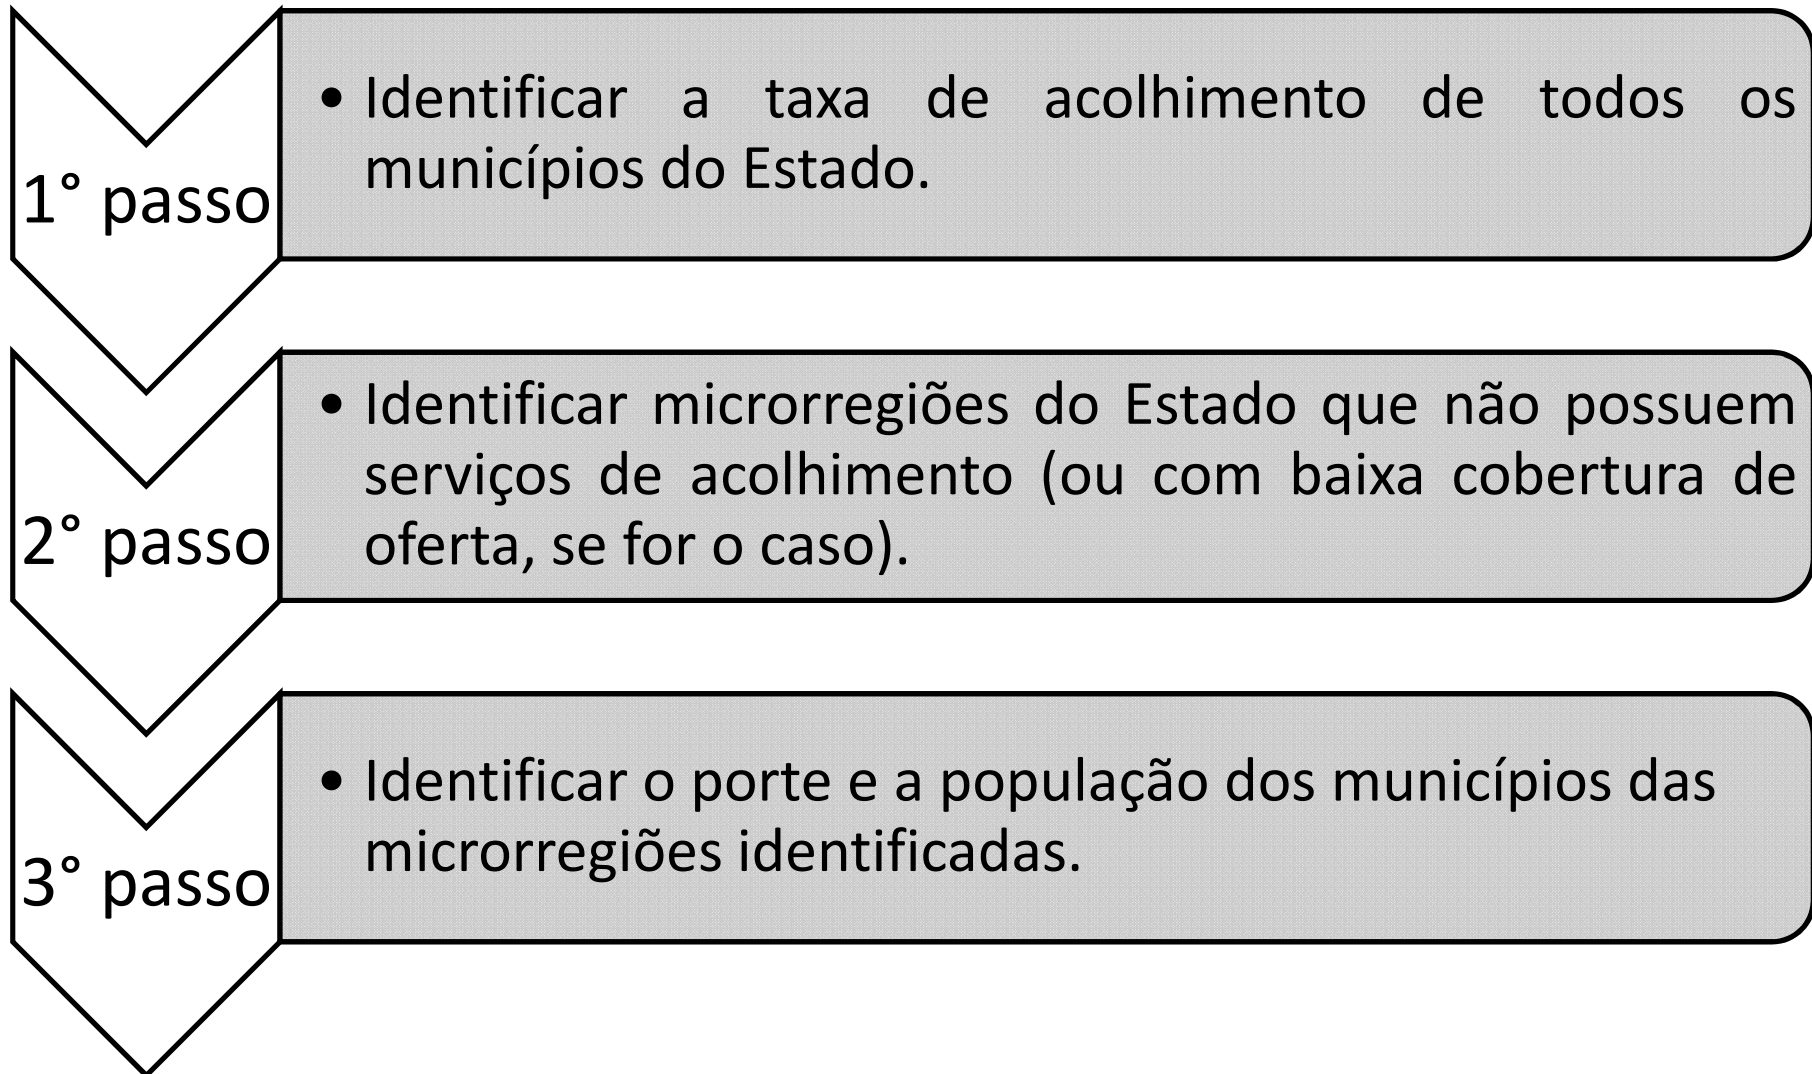 1° passo
• Identificar a taxa de acolhimento de todos os
municípios do Estado.
2° passo
• Identificar microrregiões do Estado que não possuem
serviços de acolhimento (ou com baixa cobertura de
oferta, se for o caso).
3° passo
• Identificar o porte e a população dos municípios das
microrregiões identificadas.